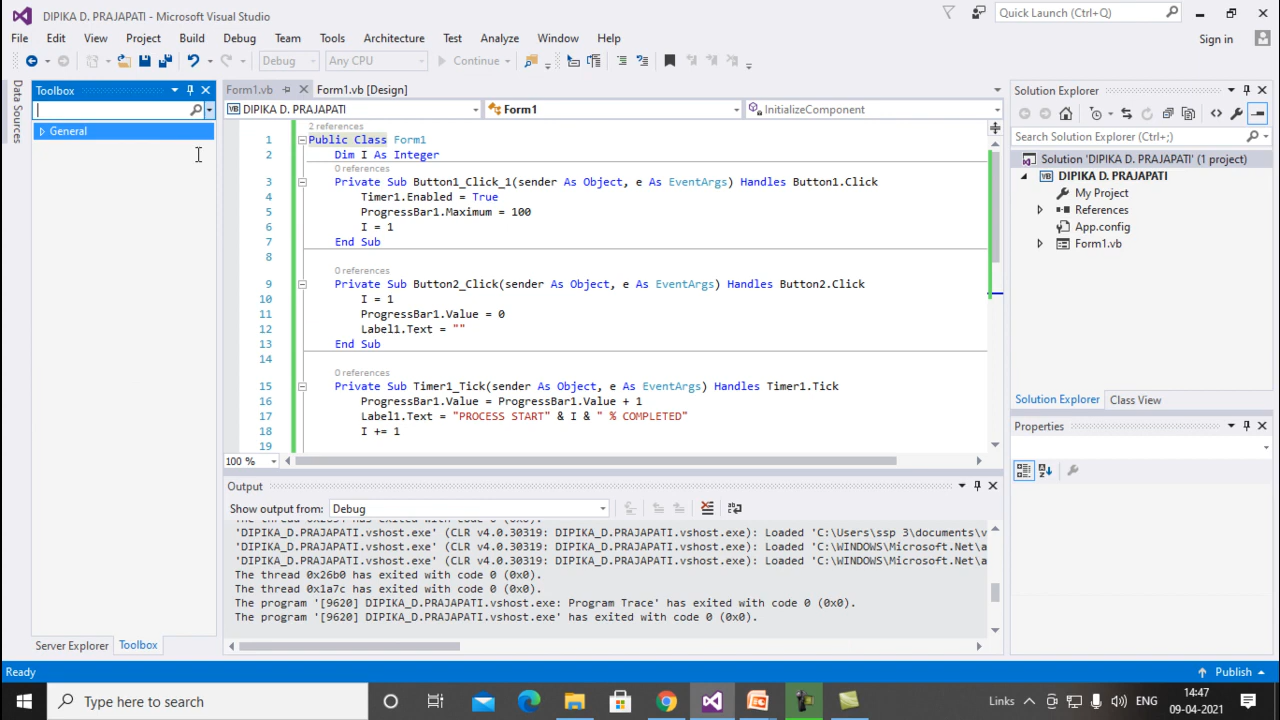 DIPIKA D. PRAJAPATI - Microsoft Visual Studio
Quick Launch (Ctrl+Q)
File Edit View Project Build Debug Team Tools Architecture Test Analyze Window Help
Sign in
Debug Any CPU Continue
Data Sources
Toolbox
General
Server Explorer Toolbox
Form1.vb Form1.vb [Design]
DIPIKA D. PRAJAPATI Form1 InitializeComponent
2 references
1 Public Class Form1
2 Dim I As Integer
0 references
3 Private Sub Button1_Click_1(sender As Object, e As EventArgs) Handles Button1.Click
4 Timer1.Enabled = True
5 ProgressBar1.Maximum = 100
6 I = 1
7 End Sub
8
0 references
9 Private Sub Button2_Click(sender As Object, e As EventArgs) Handles Button2.Click
10 I = 1
11 ProgressBar1.Value = 0
12 Label1.Text = ""
13 End Sub
14
0 references
15 Private Sub Timer1_Tick(sender As Object, e As EventArgs) Handles Timer1.Tick
16 ProgressBar1.Value = ProgressBar1.Value + 1
17 Label1.Text = "PROCESS START" & I & " % COMPLETED"
18 I += 1
19
100 %
Output
Show output from: Debug
has exited with code 0 (0x0).
'DIPIKA_D.PRAJAPATI.vshost.exe' (CLR v4.0.30319: DIPIKA_D.PRAJAPATI.vshost.exe): Loaded 'C:\Users\ssp 3\documents\v
'DIPIKA_D.PRAJAPATI.vshost.exe' (CLR v4.0.30319: DIPIKA_D.PRAJAPATI.vshost.exe): Loaded 'C:\WINDOWS\Microsoft.Net\a
'DIPIKA_D.PRAJAPATI.vshost.exe' (CLR v4.0.30319: DIPIKA_D.PRAJAPATI.vshost.exe): Loaded 'C:\WINDOWS\Microsoft.Net\a
The thread 0x26b0 has exited with code 0 (0x0).
The thread 0x1a7c has exited with code 0 (0x0).
The program '[9620] DIPIKA_D.PRAJAPATI.vshost.exe: Program Trace' has exited with code 0 (0x0).
The program '[9620] DIPIKA_D.PRAJAPATI.vshost.exe' has exited with code 0 (0x0).
Solution Explorer
Search Solution Explorer (Ctrl+;)
Solution 'DIPIKA D. PRAJAPATI' (1 project)
DIPIKA D. PRAJAPATI
My Project
References
App.config
Form1.vb
Solution Explorer Class View
Properties
Ready
Publish
Type here to search
Links
ENG
14:47
09-04-2021